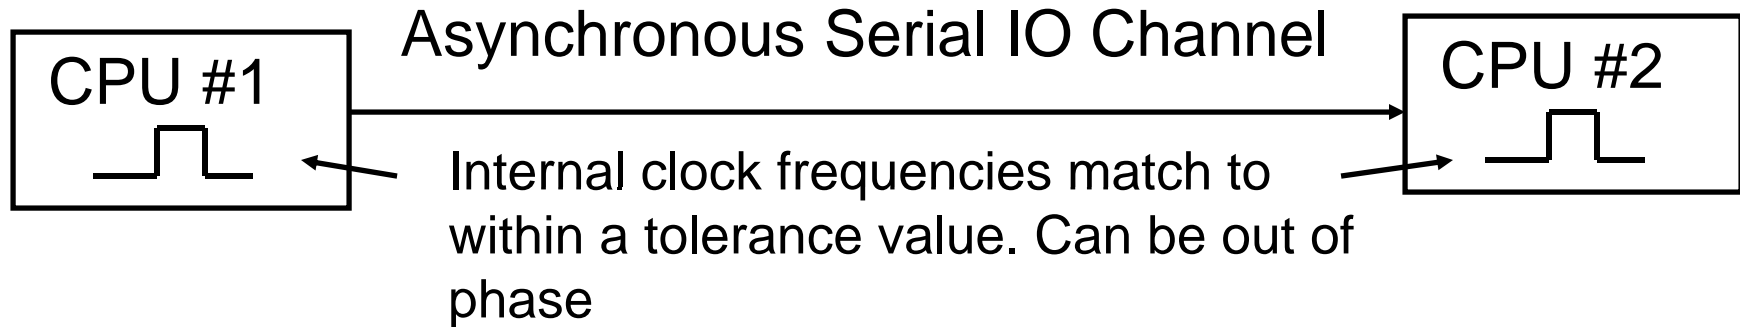 Asynchronous Serial IO Channel
CPU #1
CPU #2
Internal clock frequencies match to
within a tolerance value. Can be out of
phase